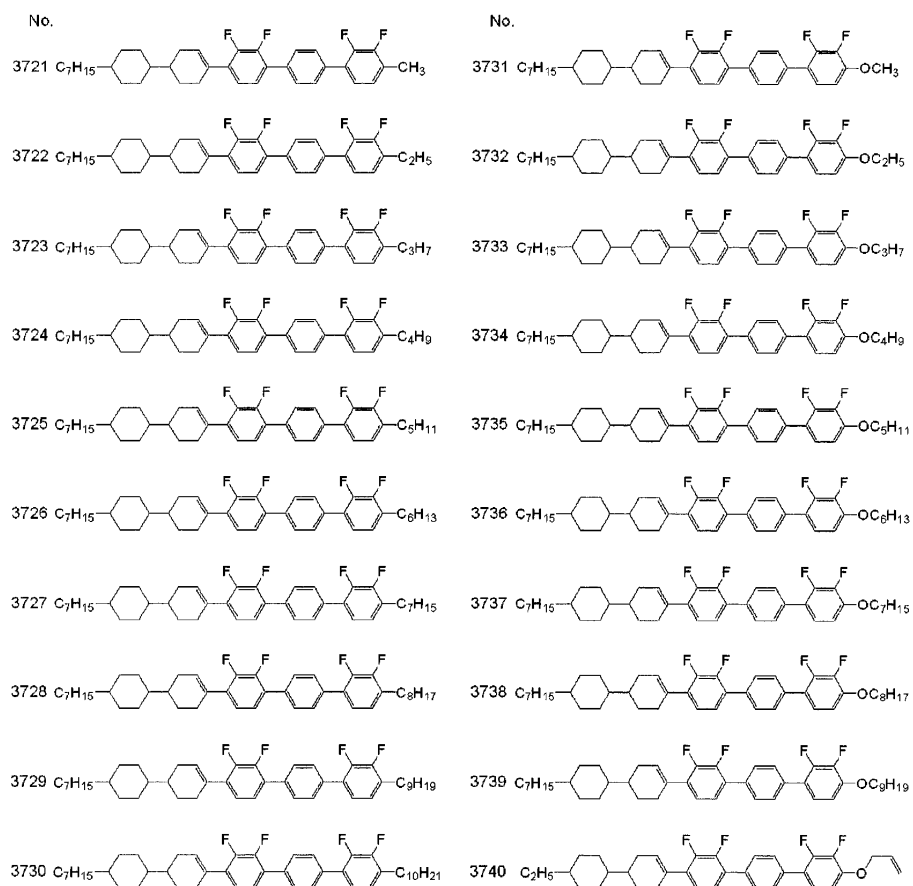 No.
3721 C7H15 F F F F CH3
3722 C7H15 F F F F C2H5
3723 C7H15 F F F F C3H7
3724 C7H15 F F F F C4H9
3725 C7H15 F F F F C5H11
3726 C7H15 F F F F C6H13
3727 C7H15 F F F F C7H15
3728 C7H15 F F F F C8H17
3729 C7H15 F F F F C9H19
3730 C7H15 F F F F C10H21
No.
3731 C7H15 F F F F OCH3
3732 C7H15 F F F F OC2H5
3733 C7H15 F F F F OC3H7
3734 C7H15 F F F F OC4H9
3735 C7H15 F F F F OC5H11
3736 C7H15 F F F F OC6H13
3737 C7H15 F F F F OC7H15
3738 C7H15 F F F F OC8H17
3739 C7H15 F F F F OC9H19
3740 C2H5 F F F F O